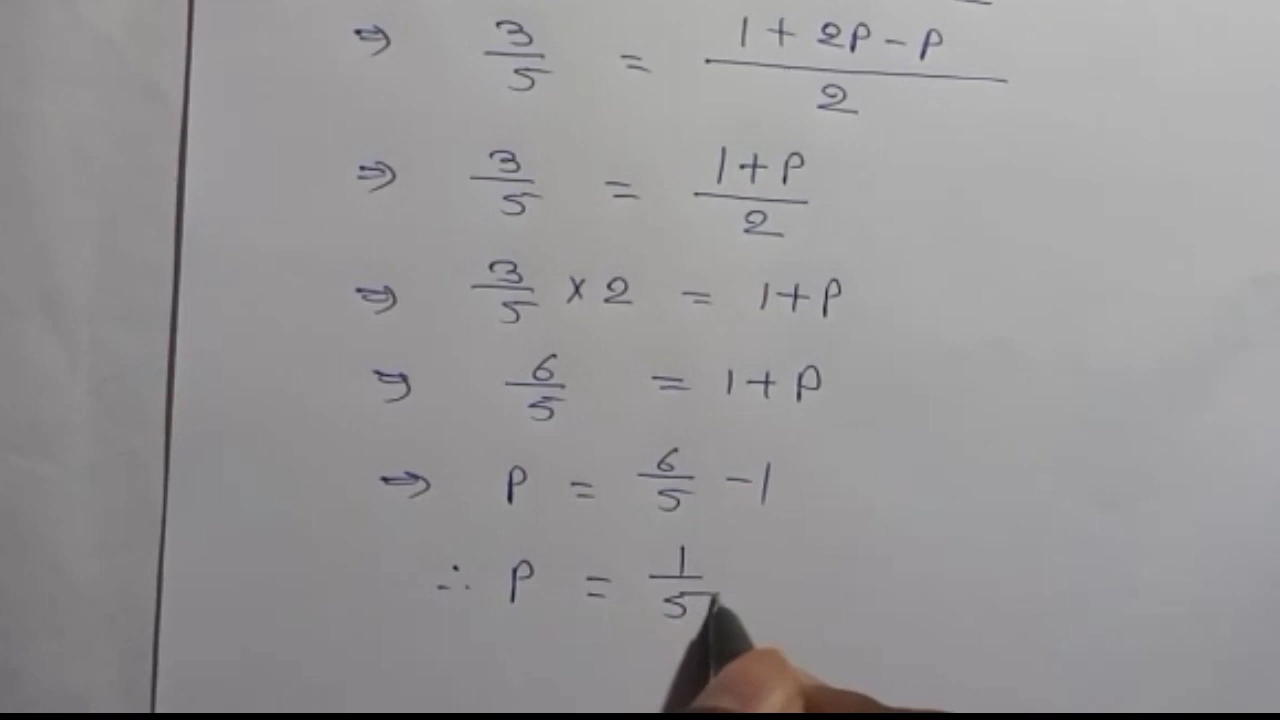 ⇒ 3/5 = (1 + 2P - P)/2
⇒ 3/5 = (1 + P)/2
⇒ 3/5 × 2 = 1 + P
⇒ 6/5 = 1 + P
⇒ P = 6/5 - 1
∴ P = 1/5